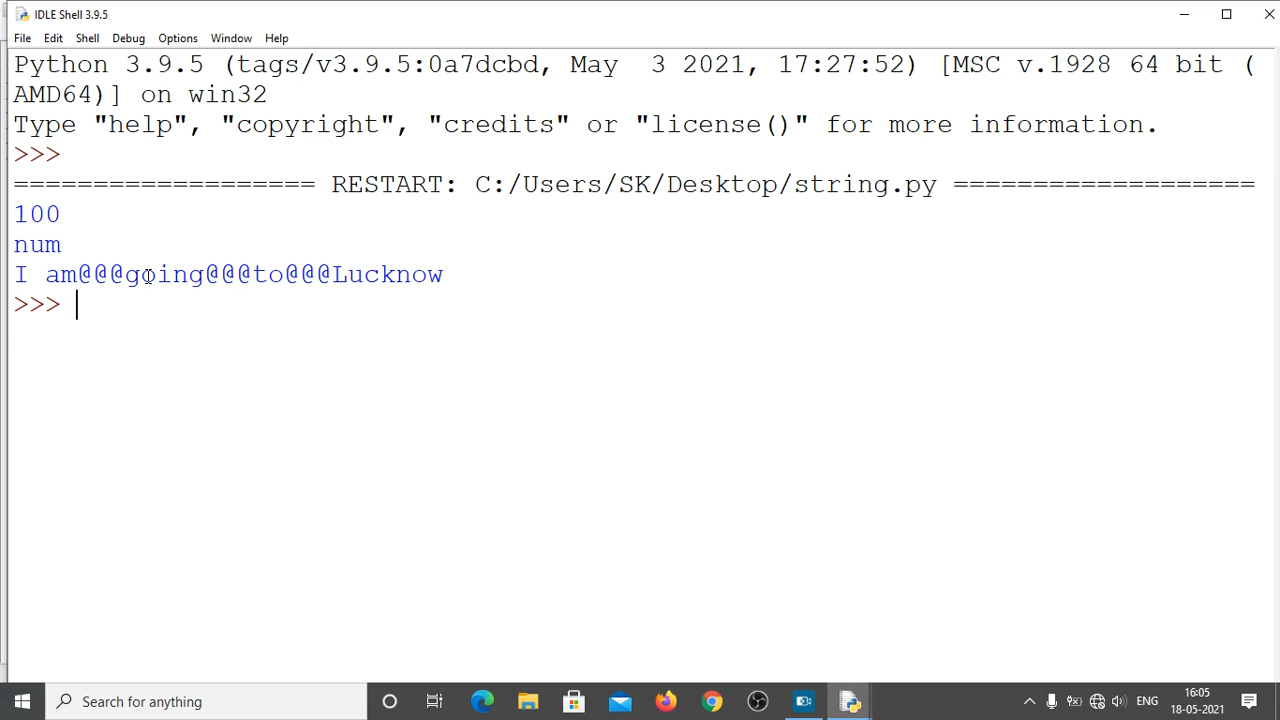 IDLE Shell 3.9.5
File Edit Shell Debug Options Window Help
Python 3.9.5 (tags/v3.9.5:0a7dcbd, May  3 2021, 17:27:52) [MSC v.1928 64 bit (
AMD64)] on win32
Type "help", "copyright", "credits" or "license()" for more information.
>>>
=================== RESTART: C:/Users/SK/Desktop/string.py ===================
100
num
I am@@@going@@@to@@@Lucknow
>>>
Search for anything
ENG
16:05
18-05-2021